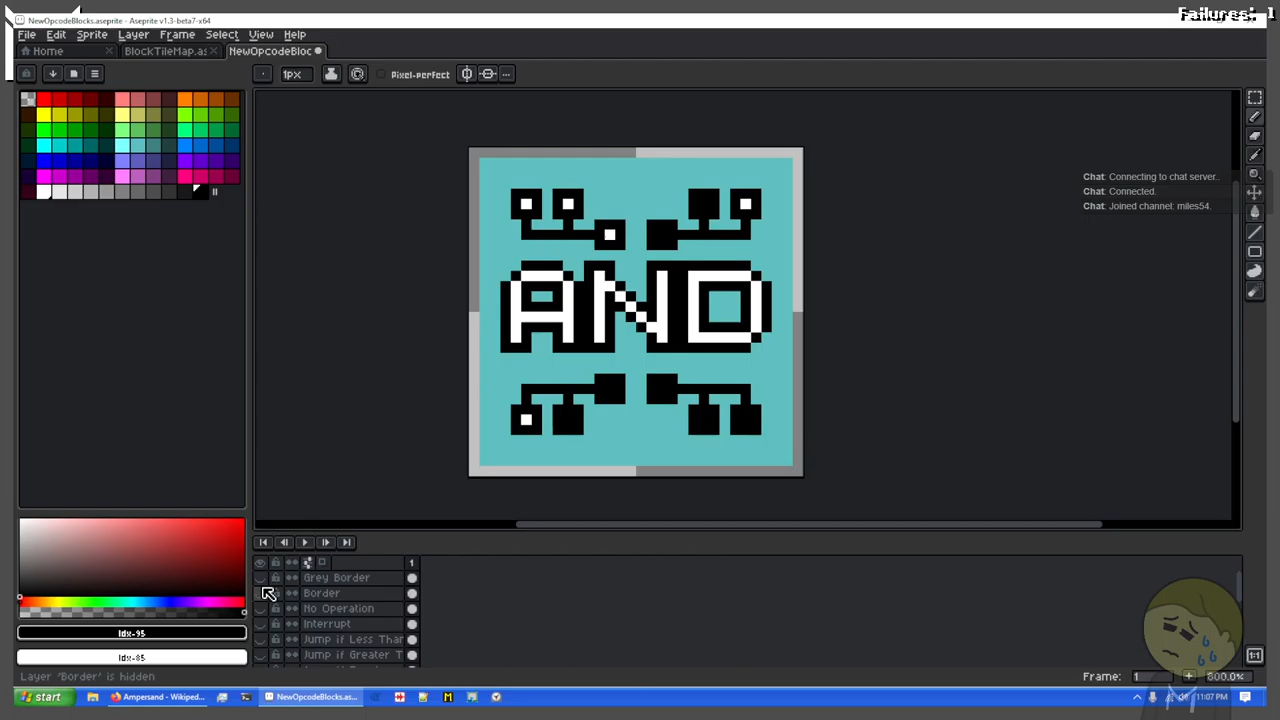 Failures: 1
NewOpcodeBlocks.aseprite - Aseprite v1.3-beta7-x64
File Edit Sprite Layer Frame Select View Help
Home BlockTileMap.as NewOpcodeBloc
1px Pixel-perfect
Chat: Connecting to chat server..
Chat: Connected.
Chat: Joined channel: miles54.
AND
1
Grey Border
Border
No Operation
Interrupt
Jump if Less Thar
Jump if Greater T
Idx-95
Idx-85
1:1
Layer 'Border' is hidden
Frame: 1 800.0%
start Ampersand - Wikiped... NewOpcodeBlocks.as... 11:07 PM